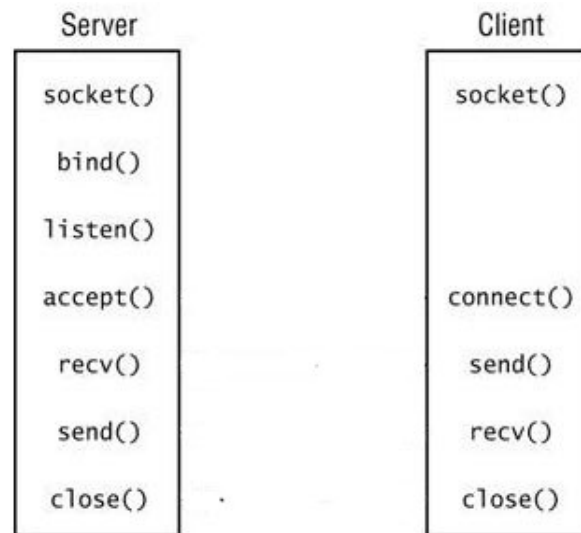 Server
socket()
bind()
listen()
accept()
recv()
send()
close()
Client
socket()
connect()
send()
recv()
close()